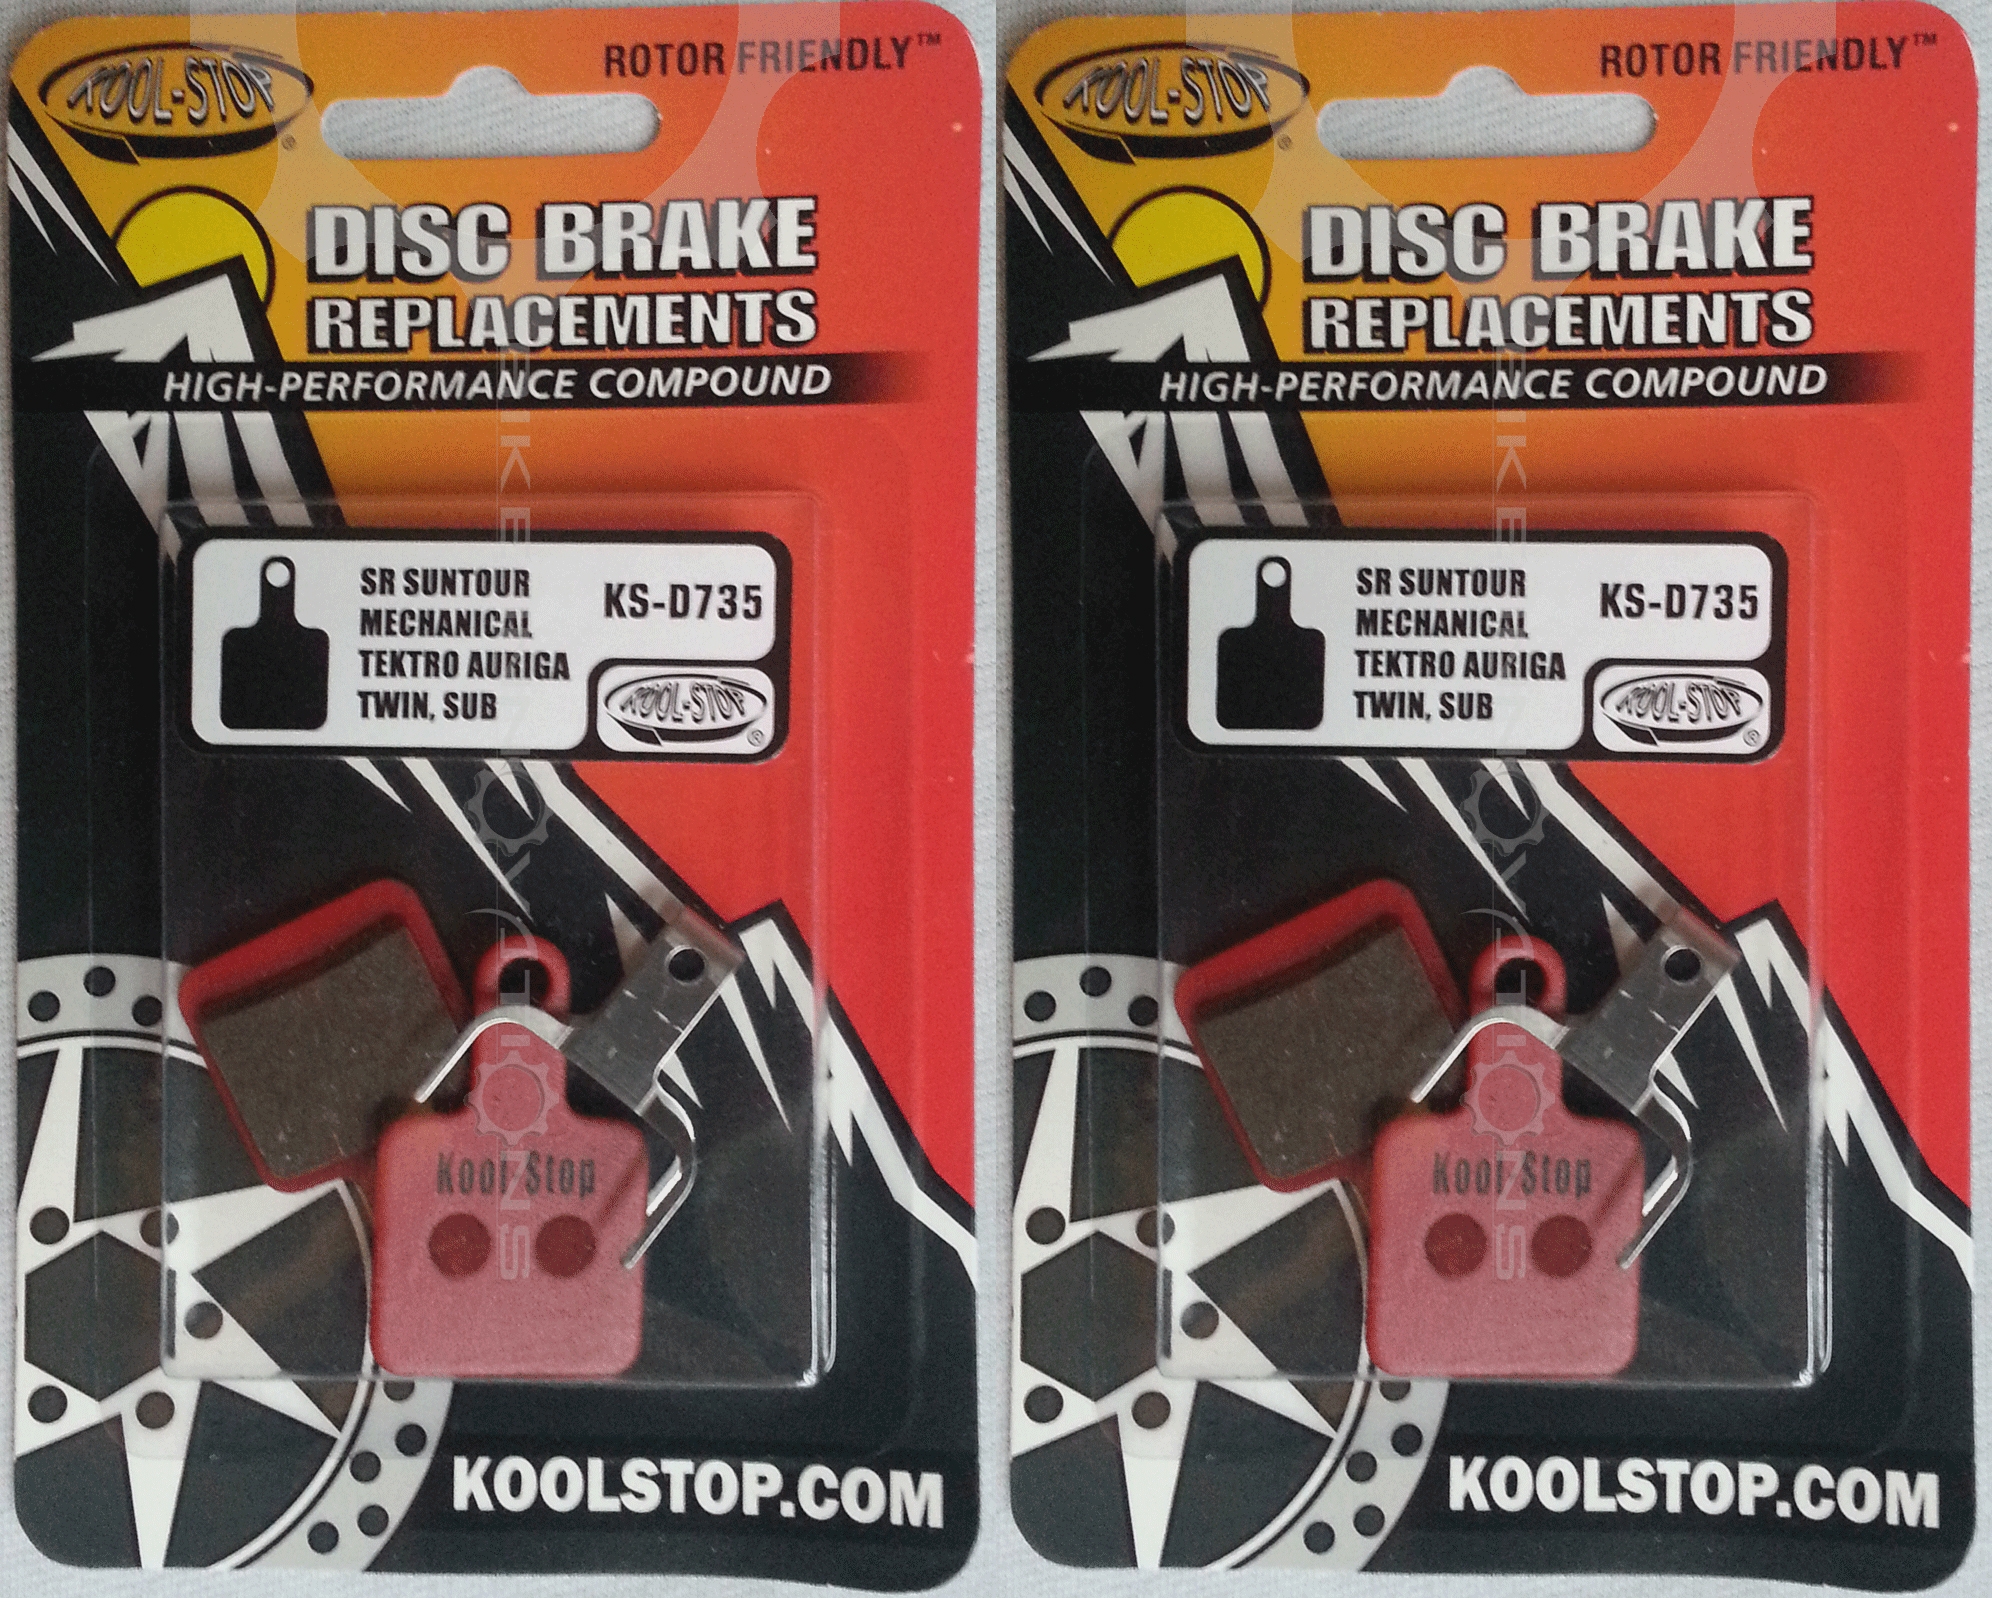 KOOL-STOP®
ROTOR FRIENDLY™
DISC BRAKE
REPLACEMENTS
HIGH-PERFORMANCE COMPOUND
SR SUNTOUR
MECHANICAL
TEKTRO AURIGA
TWIN, SUB
KS-D735
KOOL-STOP®
Kool Stop
KOOLSTOP.COM
KOOL-STOP®
ROTOR FRIENDLY™
DISC BRAKE
REPLACEMENTS
HIGH-PERFORMANCE COMPOUND
SR SUNTOUR
MECHANICAL
TEKTRO AURIGA
TWIN, SUB
KS-D735
KOOL-STOP®
Kool Stop
KOOLSTOP.COM